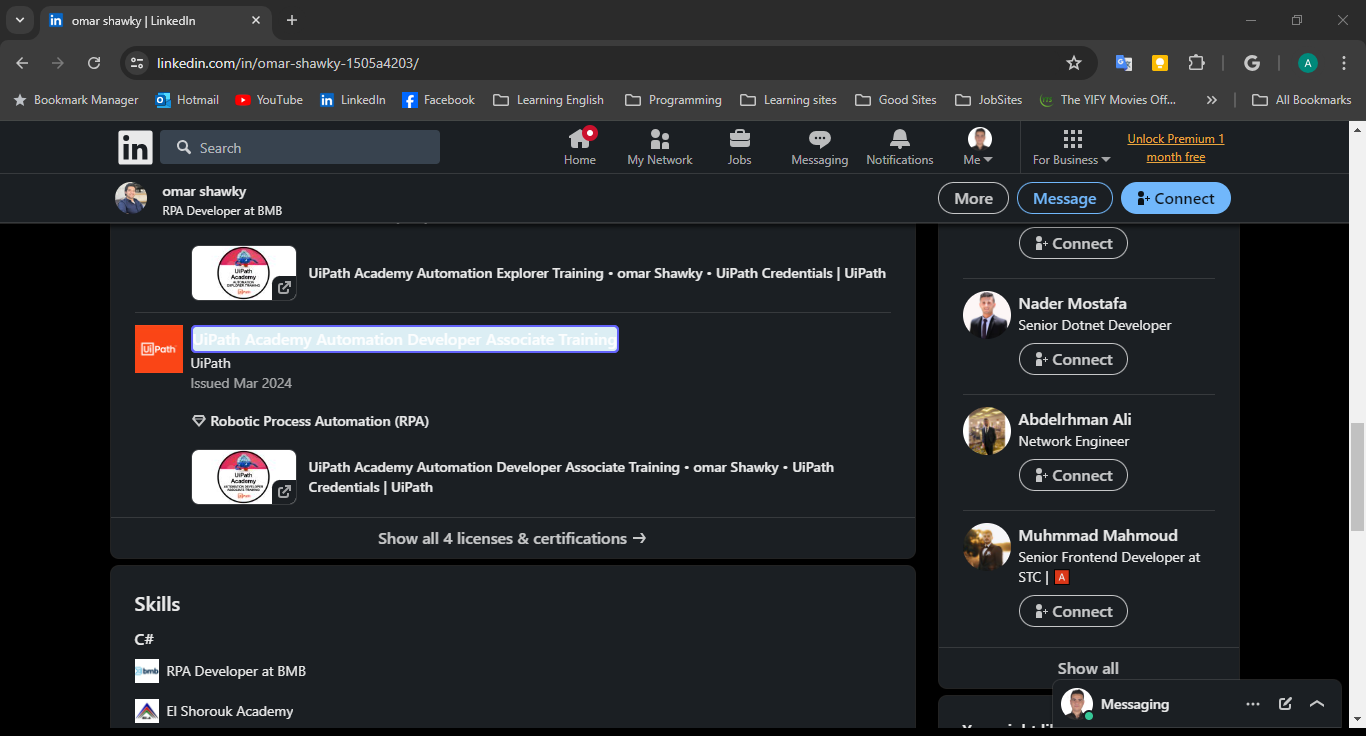 omar shawky | LinkedIn
linkedin.com/in/omar-shawky-1505a4203/
A
Bookmark Manager
Hotmail
YouTube
LinkedIn
Facebook
Learning English
Programming
Learning sites
Good Sites
JobSites
The YIFY Movies Off...
All Bookmarks
in
Search
Home
My Network
Jobs
Messaging
Notifications
Me
For Business
Unlock Premium 1
month free
omar shawky
RPA Developer at BMB
More
Message
Connect
UiPath Academy Automation Explorer Training • omar Shawky • UiPath Credentials | UiPath
UiPath
UiPath Academy Automation Developer Associate Training
UiPath
Issued Mar 2024
Robotic Process Automation (RPA)
UiPath Academy Automation Developer Associate Training • omar Shawky • UiPath
Credentials | UiPath
Show all 4 licenses & certifications →
Skills
C#
bmb
RPA Developer at BMB
El Shorouk Academy
Connect
Nader Mostafa
Senior Dotnet Developer
Connect
Abdelrhman Ali
Network Engineer
Connect
Muhmmad Mahmoud
Senior Frontend Developer at
STC | A
Connect
Show all
Messaging